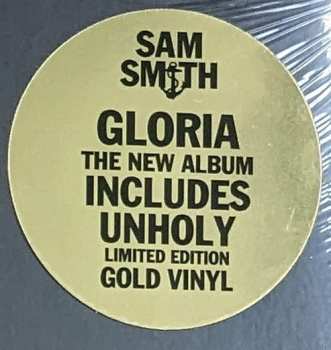 SAM
SMITH
GLORIA
THE NEW ALBUM
INCLUDES
UNHOLY
LIMITED EDITION
GOLD VINYL